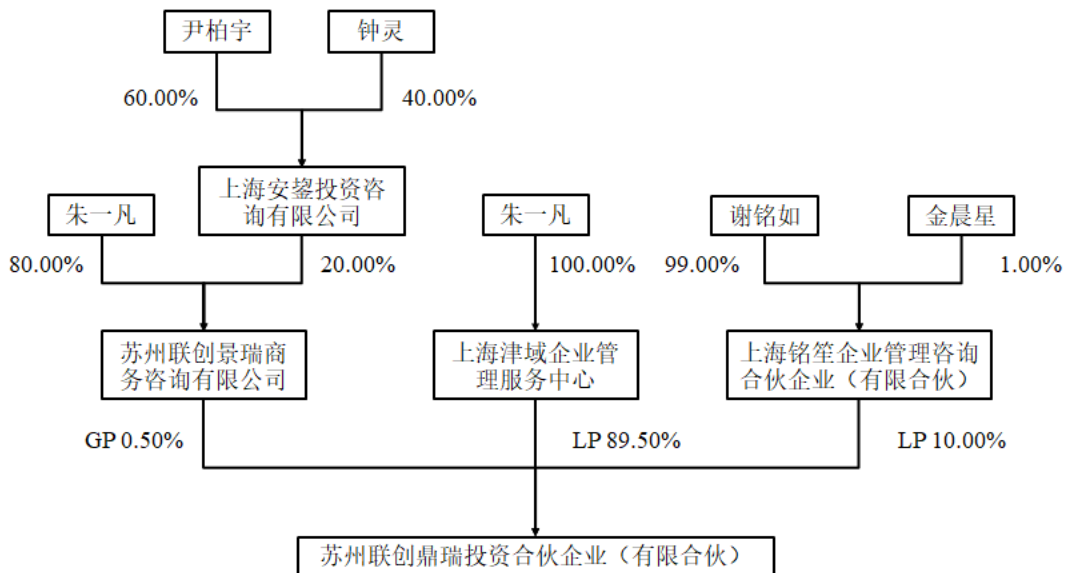 尹柏宇
钟灵
60.00%
40.00%
上海安鋆投资咨
询有限公司
朱一凡
朱一凡
谢铭如
金晨星
80.00%
20.00%
100.00%
99.00%
1.00%
苏州联创景瑞商
务咨询有限公司
上海津域企业管
理服务中心
上海铭笙企业管理咨询
合伙企业（有限合伙）
GP 0.50%
LP 89.50%
LP 10.00%
苏州联创鼎瑞投资合伙企业（有限合伙）